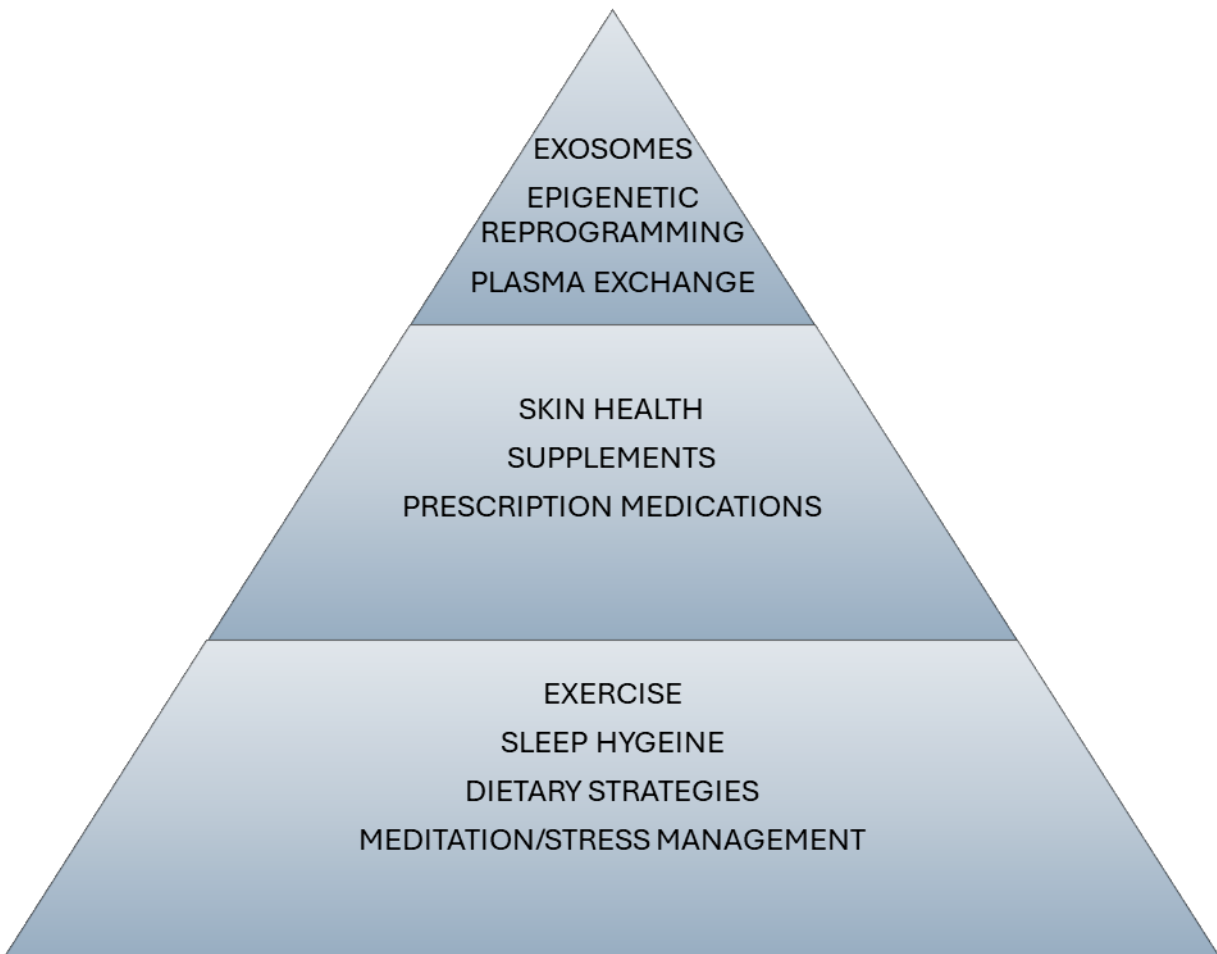 EXOSOMES
EPIGENETIC
REPROGRAMMING
PLASMA EXCHANGE
SKIN HEALTH
SUPPLEMENTS
PRESCRIPTION MEDICATIONS
EXERCISE
SLEEP HYGEINE
DIETARY STRATEGIES
MEDITATION/STRESS MANAGEMENT